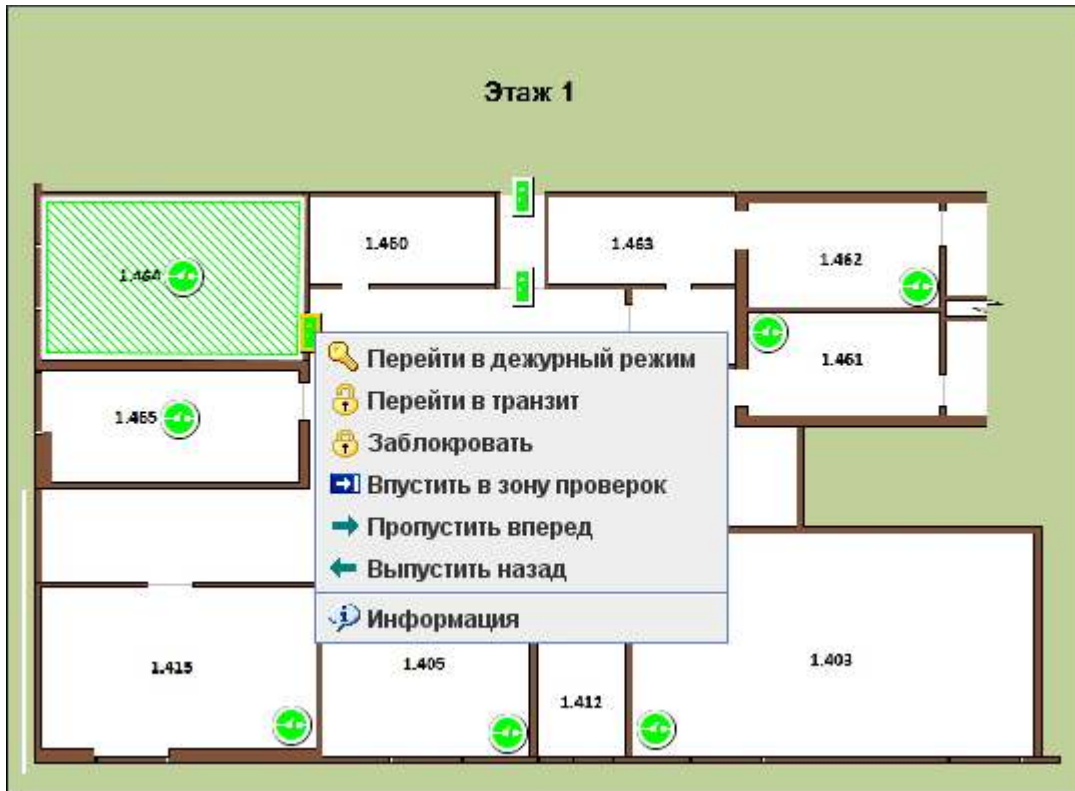 Этаж 1
1.460
1.463
1.462
1.464
1.461
1.465
Перейти в дежурный режим
Перейти в транзит
Заблокровать
Впустить в зону проверок
Пропустить вперед
Выпустить назад
Информация
1.415
1.405
1.403
1.412